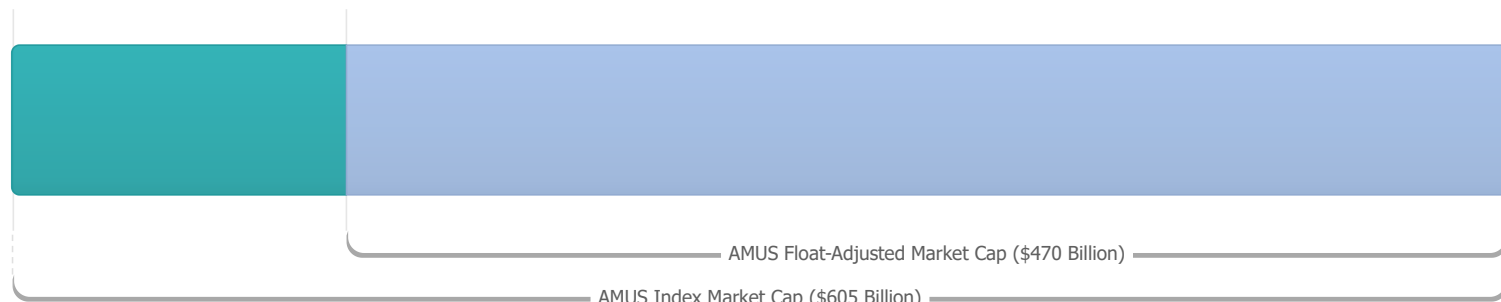 AMUS Float-Adjusted Market Cap ($470 Billion)
AMUS Index Market Cap ($605 Billion)